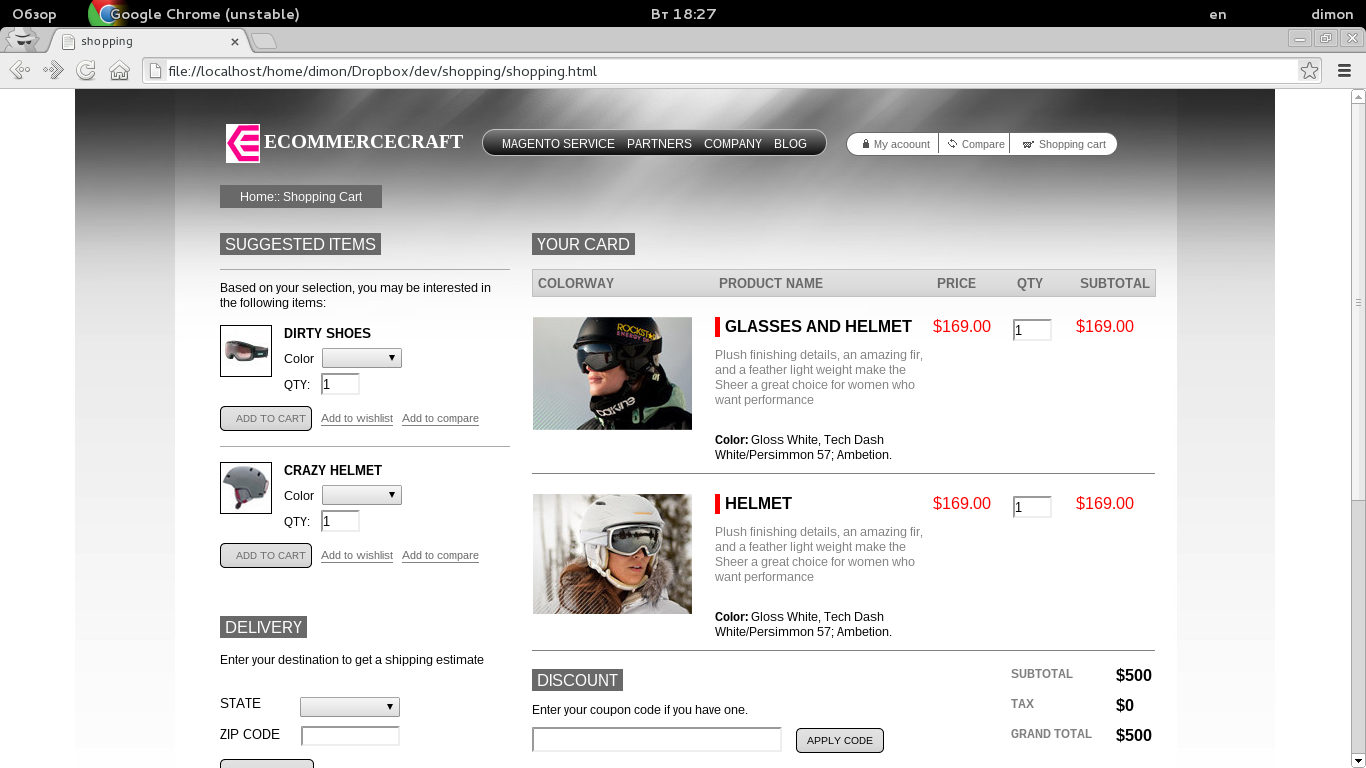 Обзор
Google Chrome (unstable)
Вт 18:27
en
dimon
shopping
file://localhost/home/dimon/Dropbox/dev/shopping/shopping.html
ECOMMERCECRAFT
MAGENTO SERVICE PARTNERS COMPANY BLOG
My acoount
Compare
Shopping cart
Home:: Shopping Cart
SUGGESTED ITEMS
Based on your selection, you may be interested in
the following items:
DIRTY SHOES
Color
QTY: 1
ADD TO CART Add to wishlist Add to compare
CRAZY HELMET
Color
QTY: 1
ADD TO CART Add to wishlist Add to compare
DELIVERY
Enter your destination to get a shipping estimate
STATE
ZIP CODE
YOUR CARD
COLORWAY PRODUCT NAME PRICE QTY SUBTOTAL
ROCKSTAR
ENERGY DRINK
DAKINE
GLASSES AND HELMET $169.00 1 $169.00
Plush finishing details, an amazing fir,
and a feather light weight make the
Sheer a great choice for women who
want performance
Color: Gloss White, Tech Dash
White/Persimmon 57; Ambetion.
HELMET $169.00 1 $169.00
Plush finishing details, an amazing fir,
and a feather light weight make the
Sheer a great choice for women who
want performance
Color: Gloss White, Tech Dash
White/Persimmon 57; Ambetion.
DISCOUNT
Enter your coupon code if you have one.
APPLY CODE
SUBTOTAL $500
TAX $0
GRAND TOTAL $500